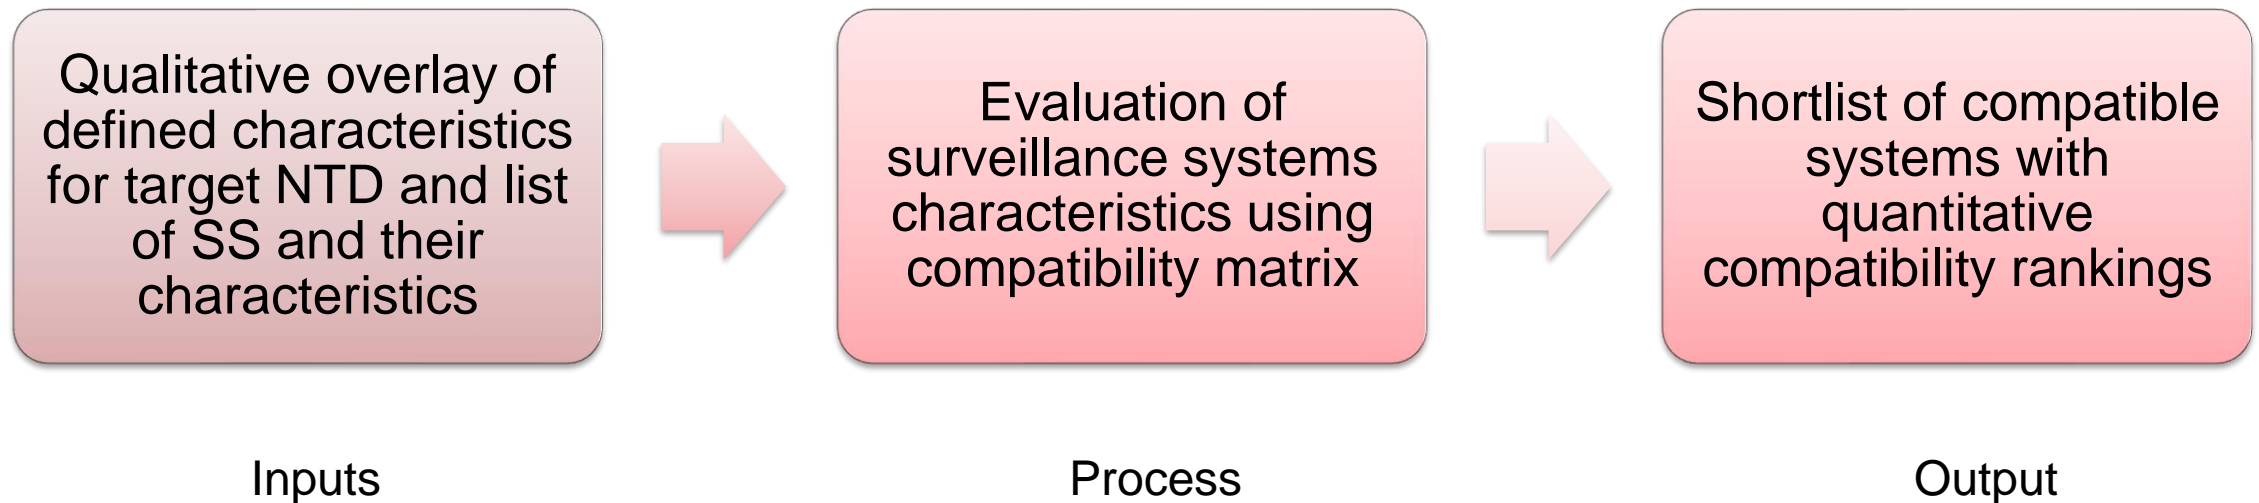 Qualitative overlay of
defined characteristics
for target NTD and list
of SS and their
characteristics
Evaluation of
surveillance systems
characteristics using
compatibility matrix
Shortlist of compatible
systems with
quantitative
compatibility rankings
Inputs
Process
Output